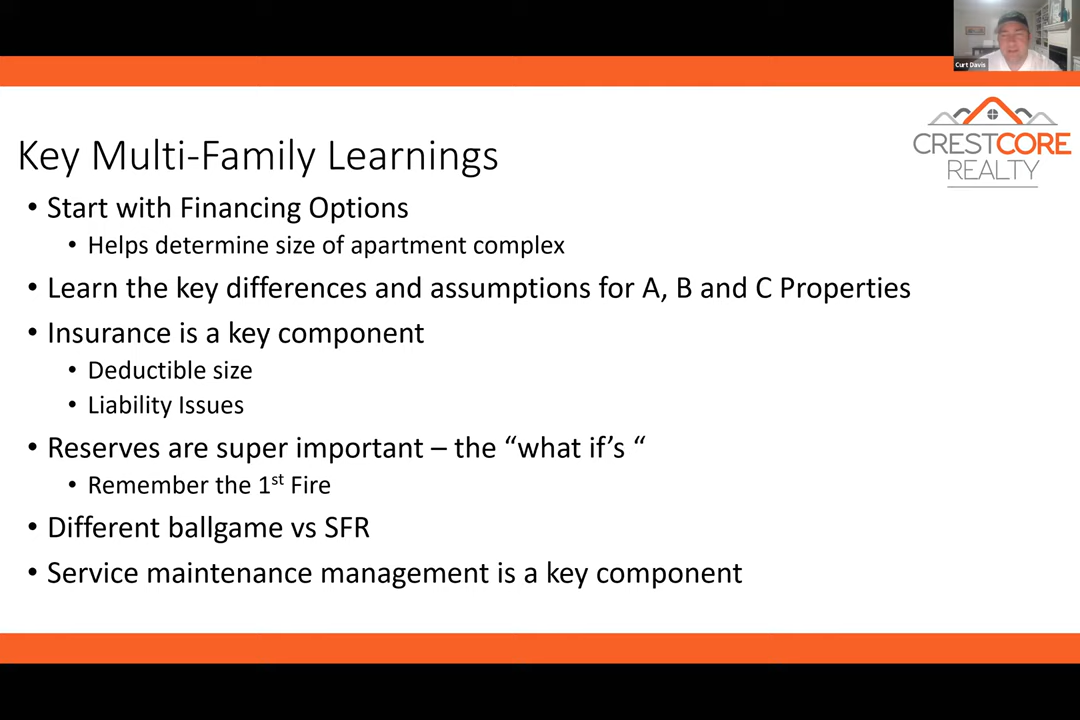 Curt Davis
CRESTCORE
REALTY
Key Multi-Family Learnings
• Start with Financing Options
• Helps determine size of apartment complex
• Learn the key differences and assumptions for A, B and C Properties
• Insurance is a key component
• Deductible size
• Liability Issues
• Reserves are super important – the “what if’s “
• Remember the 1st Fire
• Different ballgame vs SFR
• Service maintenance management is a key component